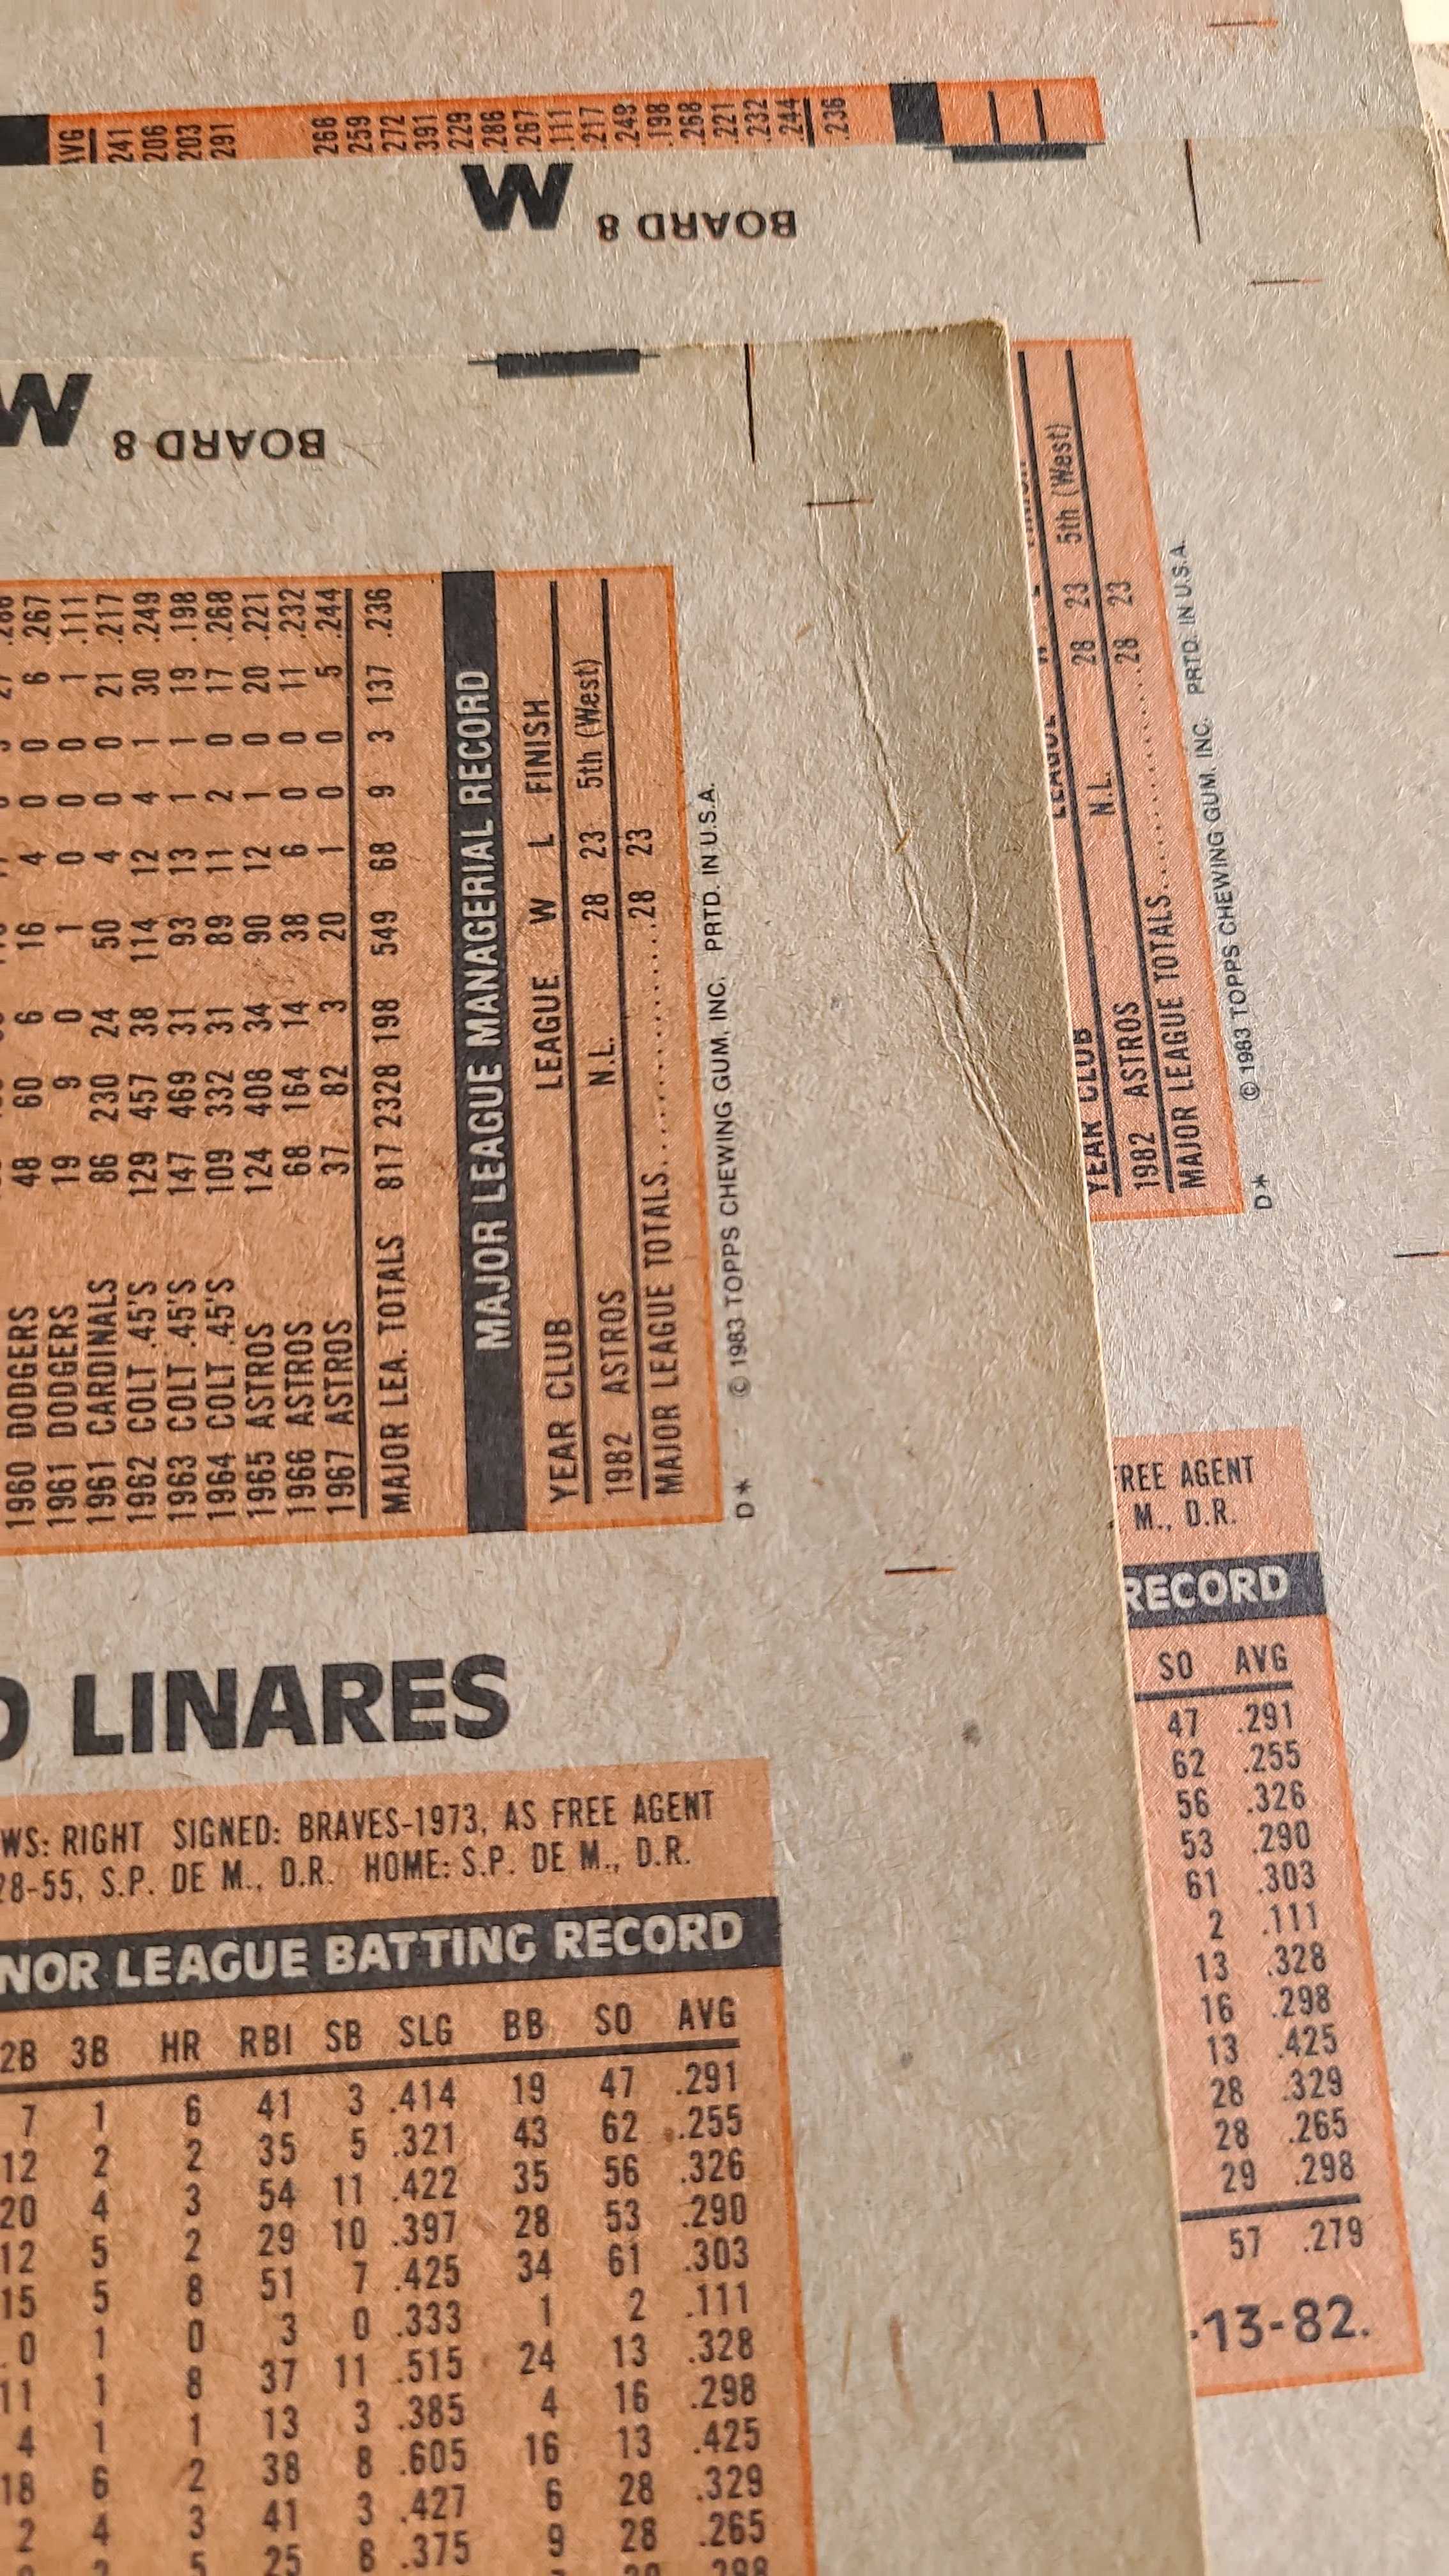 AVG
241
206
203
291
266
259
272
391
.229
.286
.267
.111
.217
.249
.198
.268
.221
.232
.244
.236
W BOARD 8
W BOARD 8
1960 DODGERS 48 60 6 16 4 0 0 6 .267
1961 DODGERS 19 9 0 1 0 0 0 1 .111
1961 CARDINALS 86 230 24 50 4 0 0 21 .217
1962 COLT .45'S 129 457 38 114 12 4 1 30 .249
1963 COLT .45'S 147 469 31 93 13 1 1 19 .198
1964 COLT .45'S 109 332 31 89 11 2 0 17 .268
1965 ASTROS 124 408 34 90 12 1 0 20 .221
1966 ASTROS 68 164 14 38 6 0 0 11 .232
1967 ASTROS 37 82 3 20 1 0 0 5 .244
MAJOR LEA. TOTALS 817 2328 198 549 68 9 3 137 .236
MAJOR LEAGUE MANAGERIAL RECORD
YEAR CLUB LEAGUE W L FINISH
1982 ASTROS N.L. 28 23 5th (West)
MAJOR LEAGUE TOTALS..............28 23
D* © 1983 TOPPS CHEWING GUM, INC. PRTD. IN U.S.A.
YEAR CLUB LEAGUE
1982 ASTROS N.L. 28 23 5th (West)
MAJOR LEAGUE TOTALS..............28 23
D* © 1983 TOPPS CHEWING GUM, INC. PRTD. IN U.S.A.
O LINARES
WS: RIGHT SIGNED: BRAVES-1973, AS FREE AGENT
28-55, S.P. DE M., D.R. HOME: S.P. DE M., D.R.
NOR LEAGUE BATTING RECORD
2B 3B HR RBI SB SLG BB SO AVG
7 1 6 41 3 .414 19 47 .291
12 2 2 35 5 .321 43 62 .255
20 4 3 54 11 .422 35 56 .326
12 5 2 29 10 .397 28 53 .290
15 5 8 51 7 .425 34 61 .303
0 1 0 3 0 .333 1 2 .111
11 1 8 37 11 .515 24 13 .328
4 1 1 13 3 .385 4 16 .298
18 6 2 38 8 .605 16 13 .425
2 4 3 41 3 .427 6 28 .329
5 25 8 .375 9 28 .265
.298
REE AGENT
M., D.R.
RECORD
SO AVG
47 .291
62 .255
56 .326
53 .290
61 .303
2 .111
13 .328
16 .298
13 .425
28 .329
28 .265
29 .298
57 .279
-13-82.